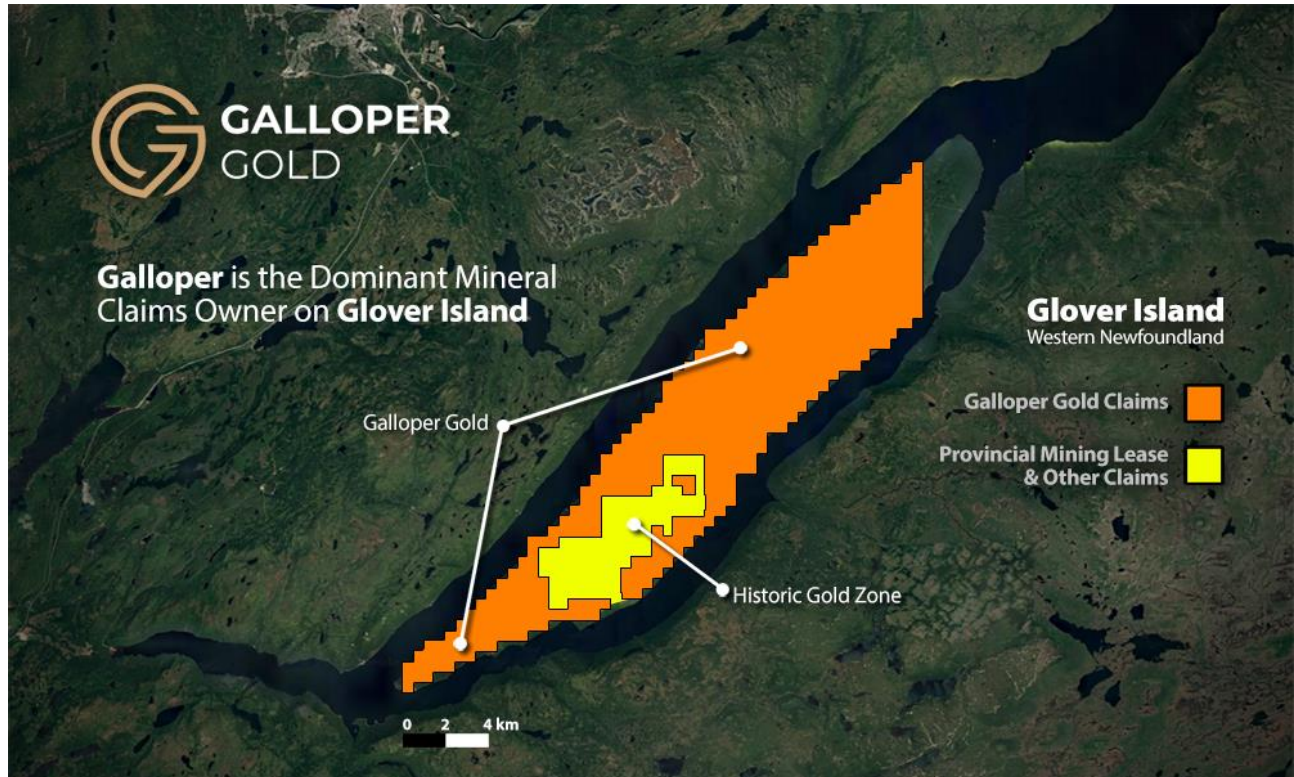 GALLOPER
GOLD
Galloper is the Dominant Mineral
Claims Owner on Glover Island
Glover Island
Western Newfoundland
Galloper Gold Claims
Provincial Mining Lease
& Other Claims
Galloper Gold
Historic Gold Zone
0 2 4 km